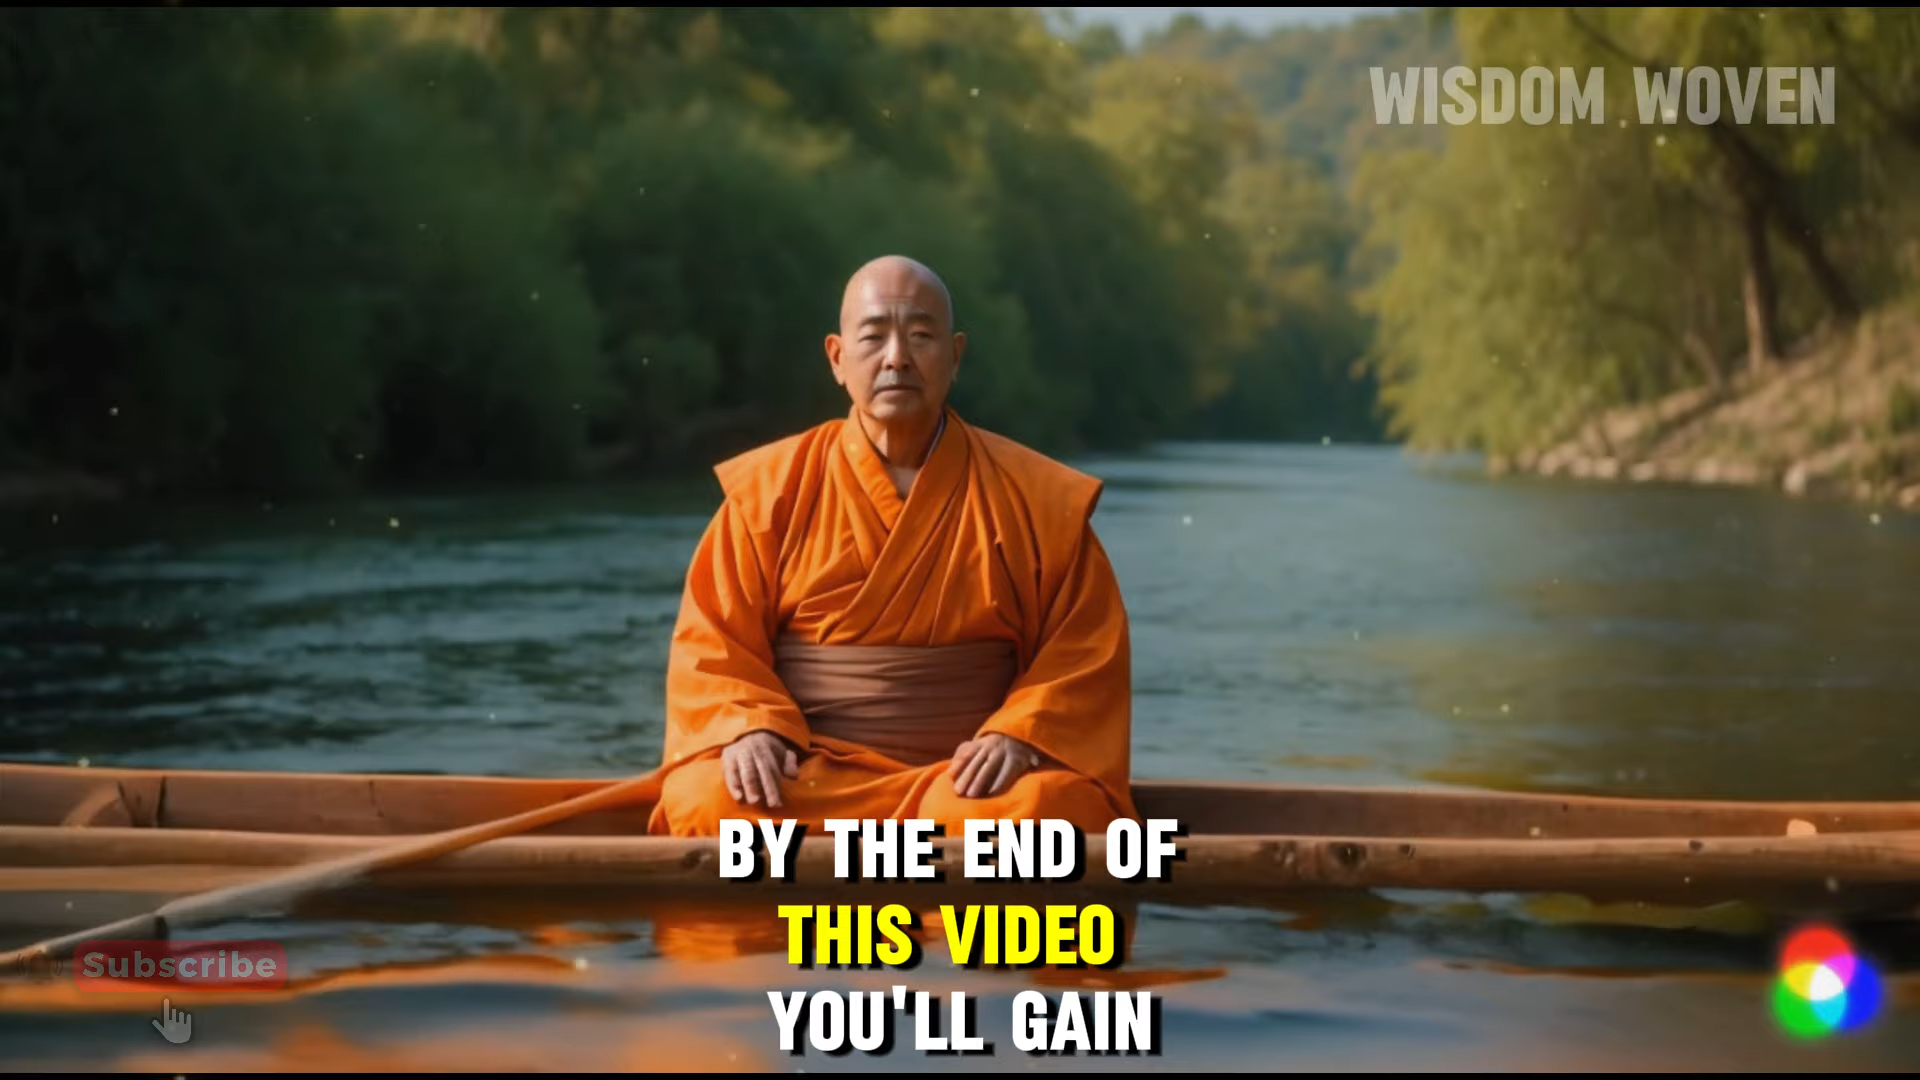 WISDOM WOVEN
BY THE END OF
THIS VIDEO
YOU'LL GAIN
Subscribe